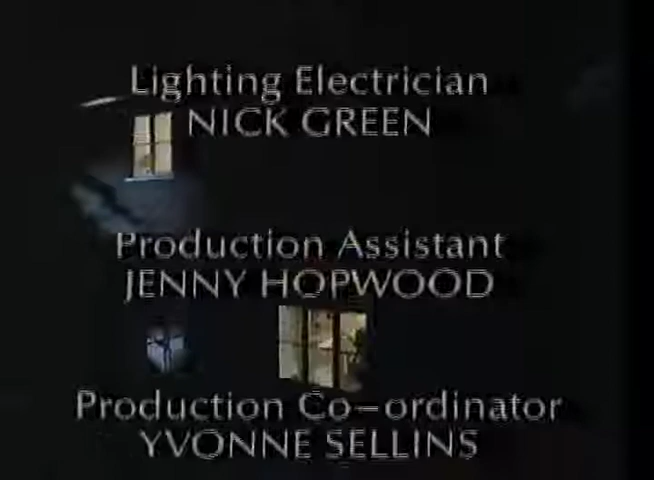 Lighting Electrician
NICK GREEN
Production Assistant
JENNY HOPWOOD
Production Co-ordinator
YVONNE SELLINS